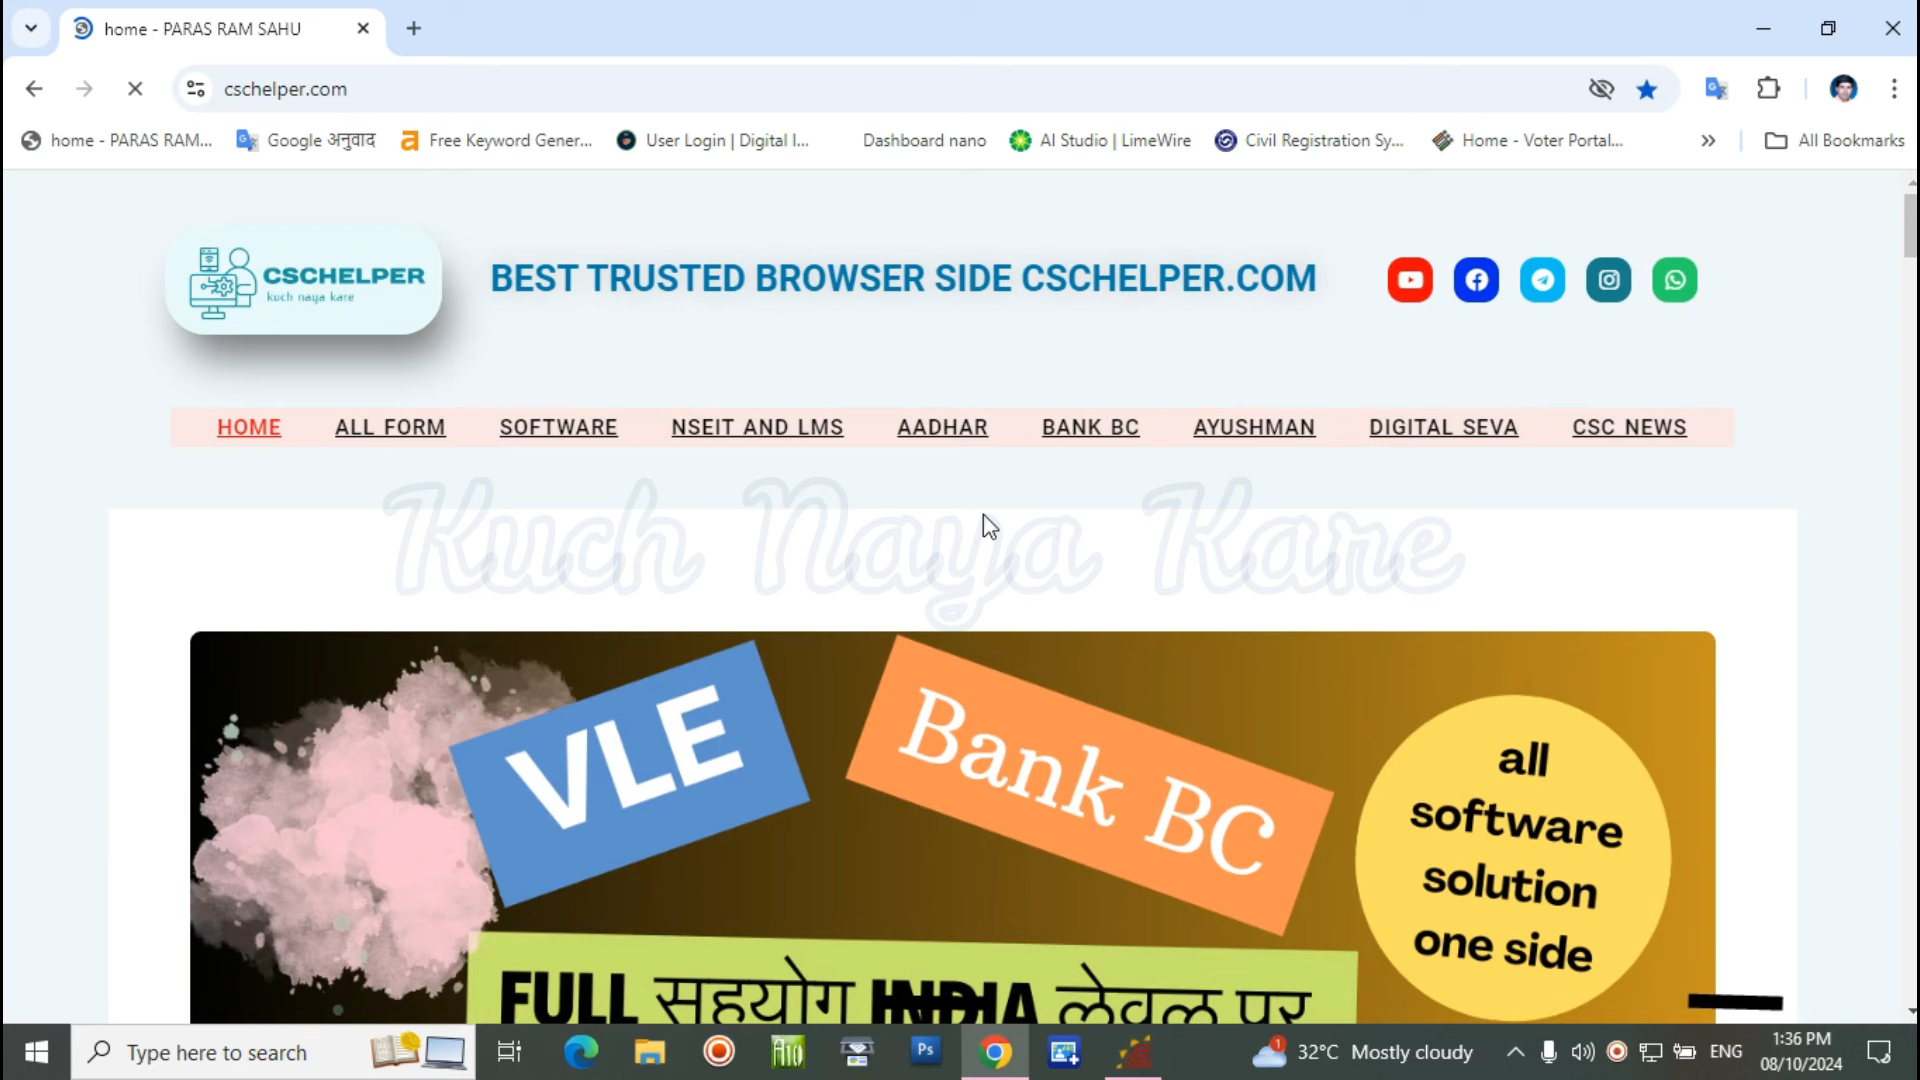 home - PARAS RAM SAHU
cschelper.com
home - PARAS RAM...
Google अनुवाद
Free Keyword Gener...
User Login | Digital I...
Dashboard nano
AI Studio | LimeWire
Civil Registration Sy...
Home - Voter Portal...
All Bookmarks
CSCHELPER
kuch naya kare
BEST TRUSTED BROWSER SIDE CSCHELPER.COM
HOME
ALL FORM
SOFTWARE
NSEIT AND LMS
AADHAR
BANK BC
AYUSHMAN
DIGITAL SEVA
CSC NEWS
Kuch Naya Kare
VLE
Bank BC
all
software
solution
one side
FULL सहयोग INDIA लेवल पर
Type here to search
Aio
Ps
1
32°C Mostly cloudy
ENG
1:36 PM
08/10/2024